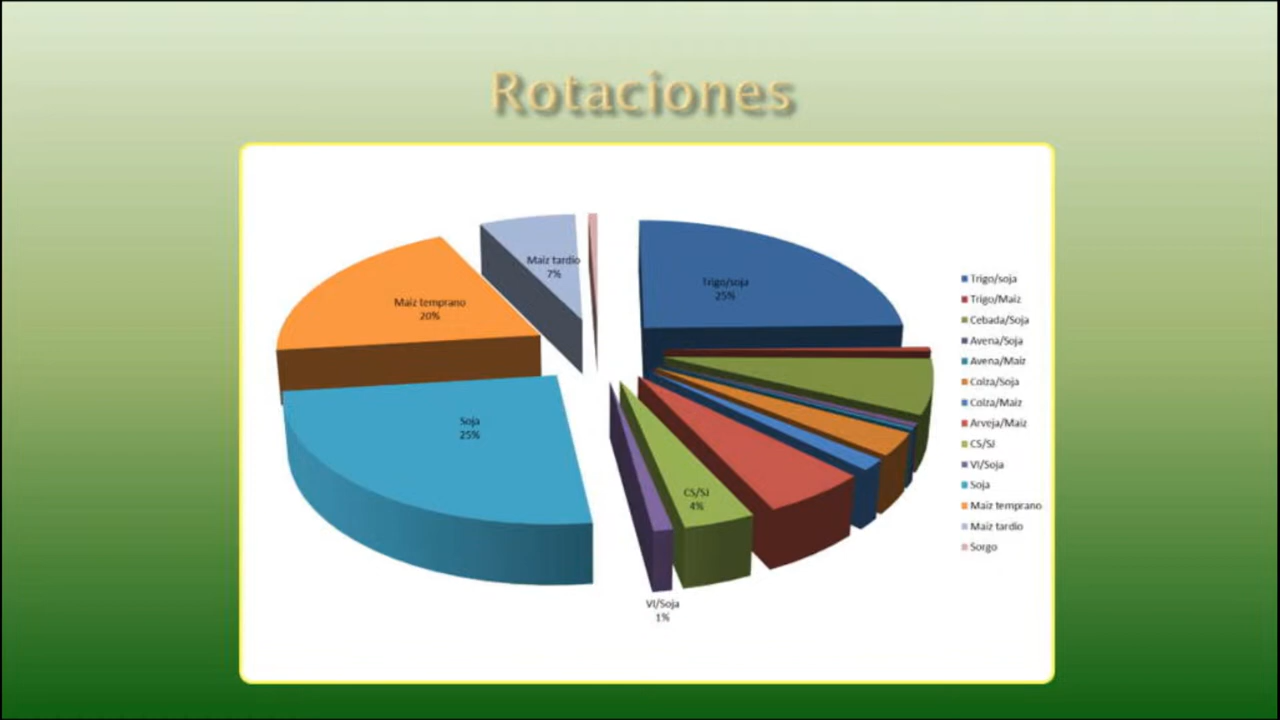 Rotaciones
Maiz tardio
7%
Trigo/soja
25%
Maiz temprano
20%
Soja
25%
CS/SJ
4%
VI/Soja
1%
Trigo/soja
Trigo/Maiz
Cebada/Soja
Avena/Soja
Avena/Maiz
Colza/Soja
Colza/Maiz
Arveja/Maiz
CS/SJ
VI/Soja
Soja
Maiz temprano
Maiz tardio
Sorgo